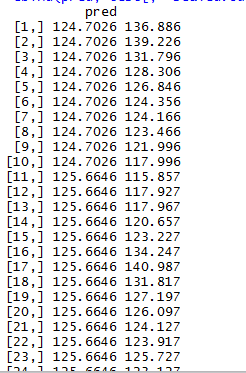 pred
[1,] 124.7026 136.886
[2,] 124.7026 139.226
[3,] 124.7026 131.796
[4,] 124.7026 128.306
[5,] 124.7026 126.846
[6,] 124.7026 124.356
[7,] 124.7026 124.166
[8,] 124.7026 123.466
[9,] 124.7026 121.996
[10,] 124.7026 117.996
[11,] 125.6646 115.857
[12,] 125.6646 117.927
[13,] 125.6646 117.967
[14,] 125.6646 120.657
[15,] 125.6646 123.227
[16,] 125.6646 134.247
[17,] 125.6646 140.987
[18,] 125.6646 131.817
[19,] 125.6646 127.197
[20,] 125.6646 126.097
[21,] 125.6646 124.127
[22,] 125.6646 123.917
[23,] 125.6646 125.727